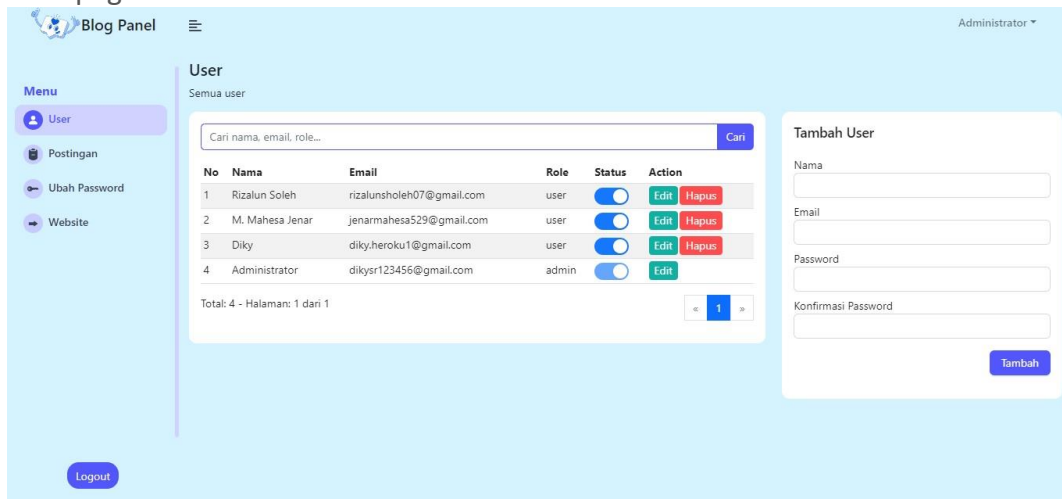 Blog Panel
Administrator
Menu
User
Postingan
Ubah Password
Website
Logout
User
Semua user
Cari nama, email, role...
Cari
No Nama Email Role Status Action
1 Rizalun Soleh rizalunsholeh07@gmail.com user Edit Hapus
2 M. Mahesa Jenar jenarmahesa529@gmail.com user Edit Hapus
3 Diky diky.heroku1@gmail.com user Edit Hapus
4 Administrator dikysr123456@gmail.com admin Edit
Total: 4 - Halaman: 1 dari 1
« 1 »
Tambah User
Nama
Email
Password
Konfirmasi Password
Tambah